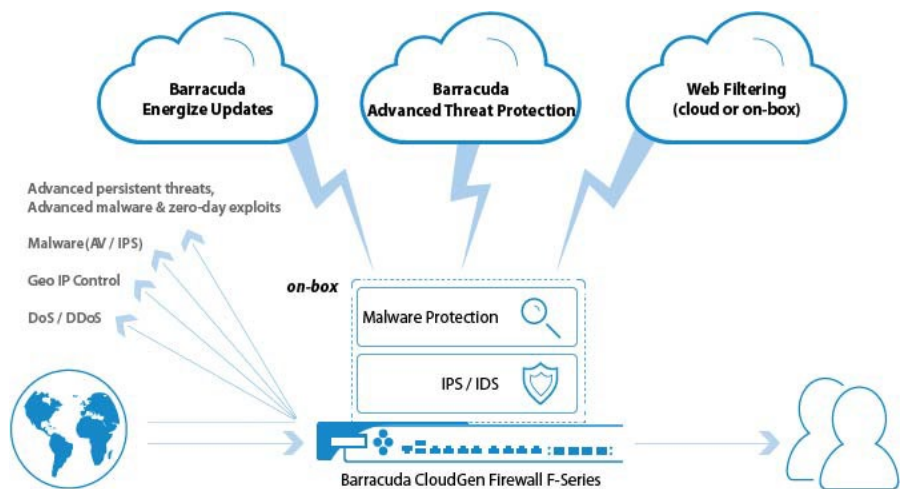 Barracuda
Energize Updates
Barracuda
Advanced Threat Protection
Web Filtering
(cloud or on-box)
Advanced persistent threats,
Advanced malware & zero-day exploits
Malware(AV / IPS)
Geo IP Control
DoS / DDoS
on-box
Malware Protection
IPS / IDS
Barracuda CloudGen Firewall F-Series